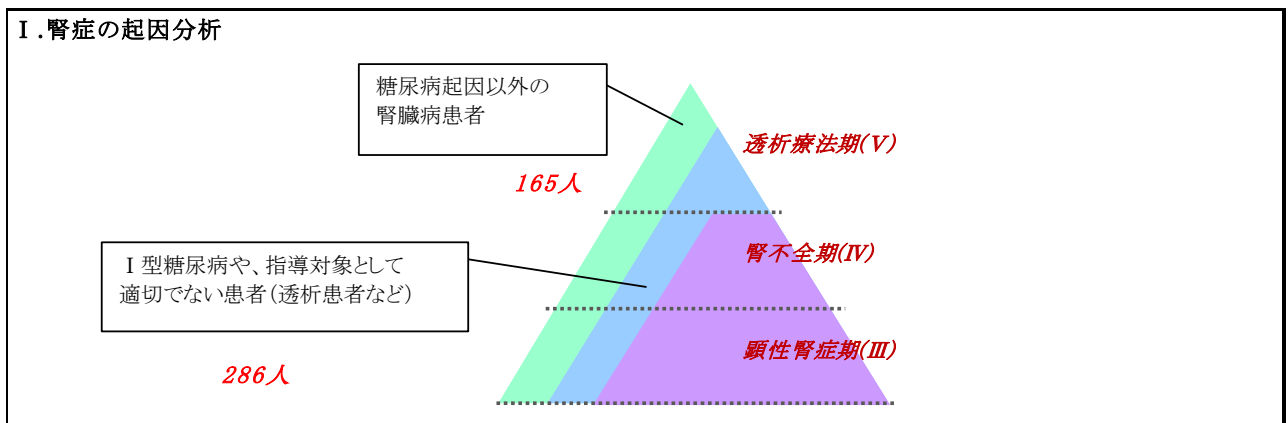 Ⅰ.腎症の起因分析
糖尿病起因以外の
腎臓病患者
透析療法期(Ⅴ)
165人
腎不全期(Ⅳ)
Ⅰ型糖尿病や、指導対象として
適切でない患者(透析患者など)
顕性腎症期(Ⅲ)
286人